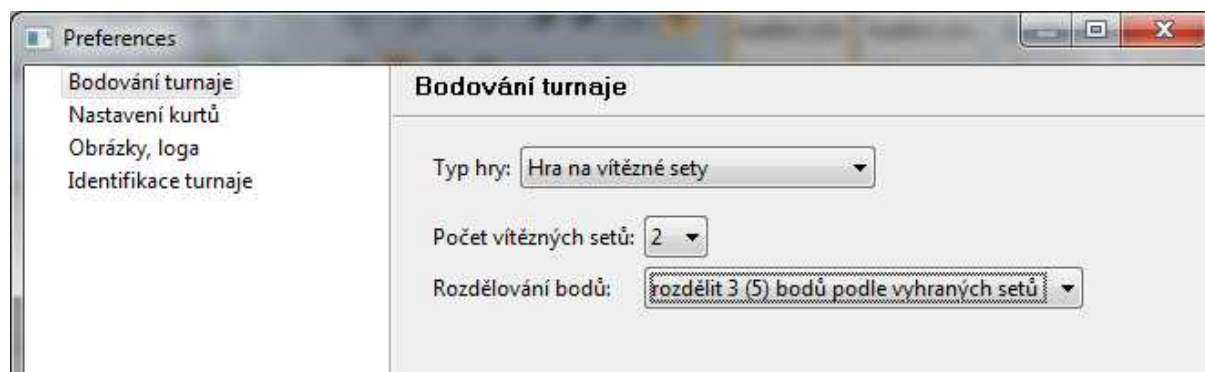 Preferences
Bodování turnaje
Nastavení kurtů
Obrázky, loga
Identifikace turnaje
Bodování turnaje
Typ hry: Hra na vítězné sety
Počet vítězných setů: 2
Rozdělování bodů: rozdělit 3 (5) bodů podle vyhraných setů